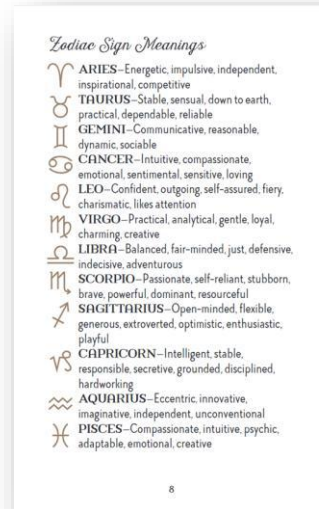 Zodiac Sign Meanings
ARIES–Energetic, impulsive, independent,
inspirational, competitive
TAURUS–Stable, sensual, down to earth,
practical, dependable, reliable
GEMINI–Communicative, reasonable,
dynamic, sociable
CANCER–Intuitive, compassionate,
emotional, sentimental, sensitive, loving
LEO–Confident, outgoing, self-assured, fiery,
charismatic, likes attention
VIRGO–Practical, analytical, gentle, loyal,
charming, creative
LIBRA–Balanced, fair-minded, just, defensive,
indecisive, adventurous
SCORPIO–Passionate, self-reliant, stubborn,
brave, powerful, dominant, resourceful
SAGITTARIUS–Open-minded, flexible,
generous, extroverted, optimistic, enthusiastic,
playful
CAPRICORN–Intelligent, stable,
responsible, secretive, grounded, disciplined,
hardworking
AQUARIUS–Eccentric, innovative,
imaginative, independent, unconventional
PISCES–Compassionate, intuitive, psychic,
adaptable, emotional, creative
8